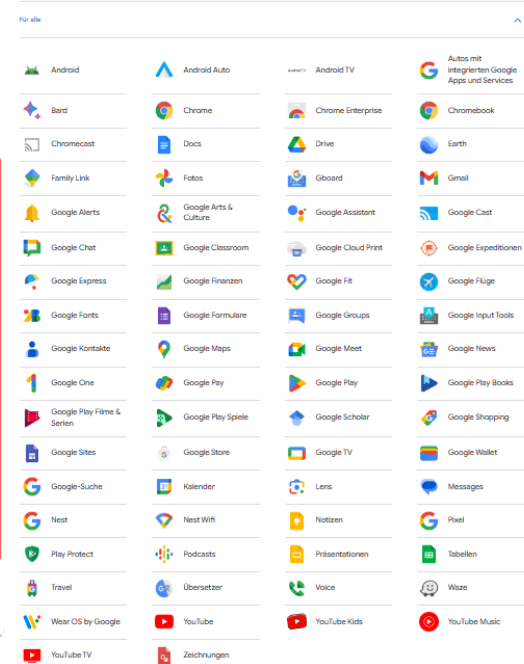 Für alle
Android
Android Auto
Android TV
Autos mit
integrierten Google
Apps und Services
Bard
Chrome
Chrome Enterprise
Chromebook
Chromecast
Docs
Drive
Earth
Family Link
Fotos
Gboard
Gmail
Google Alerts
Google Arts &
Culture
Google Assistant
Google Cast
Google Chat
Google Classroom
Google Cloud Print
Google Expeditionen
Google Express
Google Finanzen
Google Fit
Google Flüge
Google Fonts
Google Formulare
Google Groups
Google Input Tools
Google Kontakte
Google Maps
Google Meet
Google News
Google One
Google Pay
Google Play
Google Play Books
Google Play Filme &
Serien
Google Play Spiele
Google Scholar
Google Shopping
Google Sites
Google Store
Google TV
Google Wallet
Google-Suche
Kalender
Lens
Messages
Nest
Nest Wifi
Notizen
Pixel
Play Protect
Podcasts
Präsentationen
Tabellen
Travel
Übersetzer
Voice
Waze
Wear OS by Google
YouTube
YouTube Kids
YouTube Music
YouTube TV
Zeichnungen